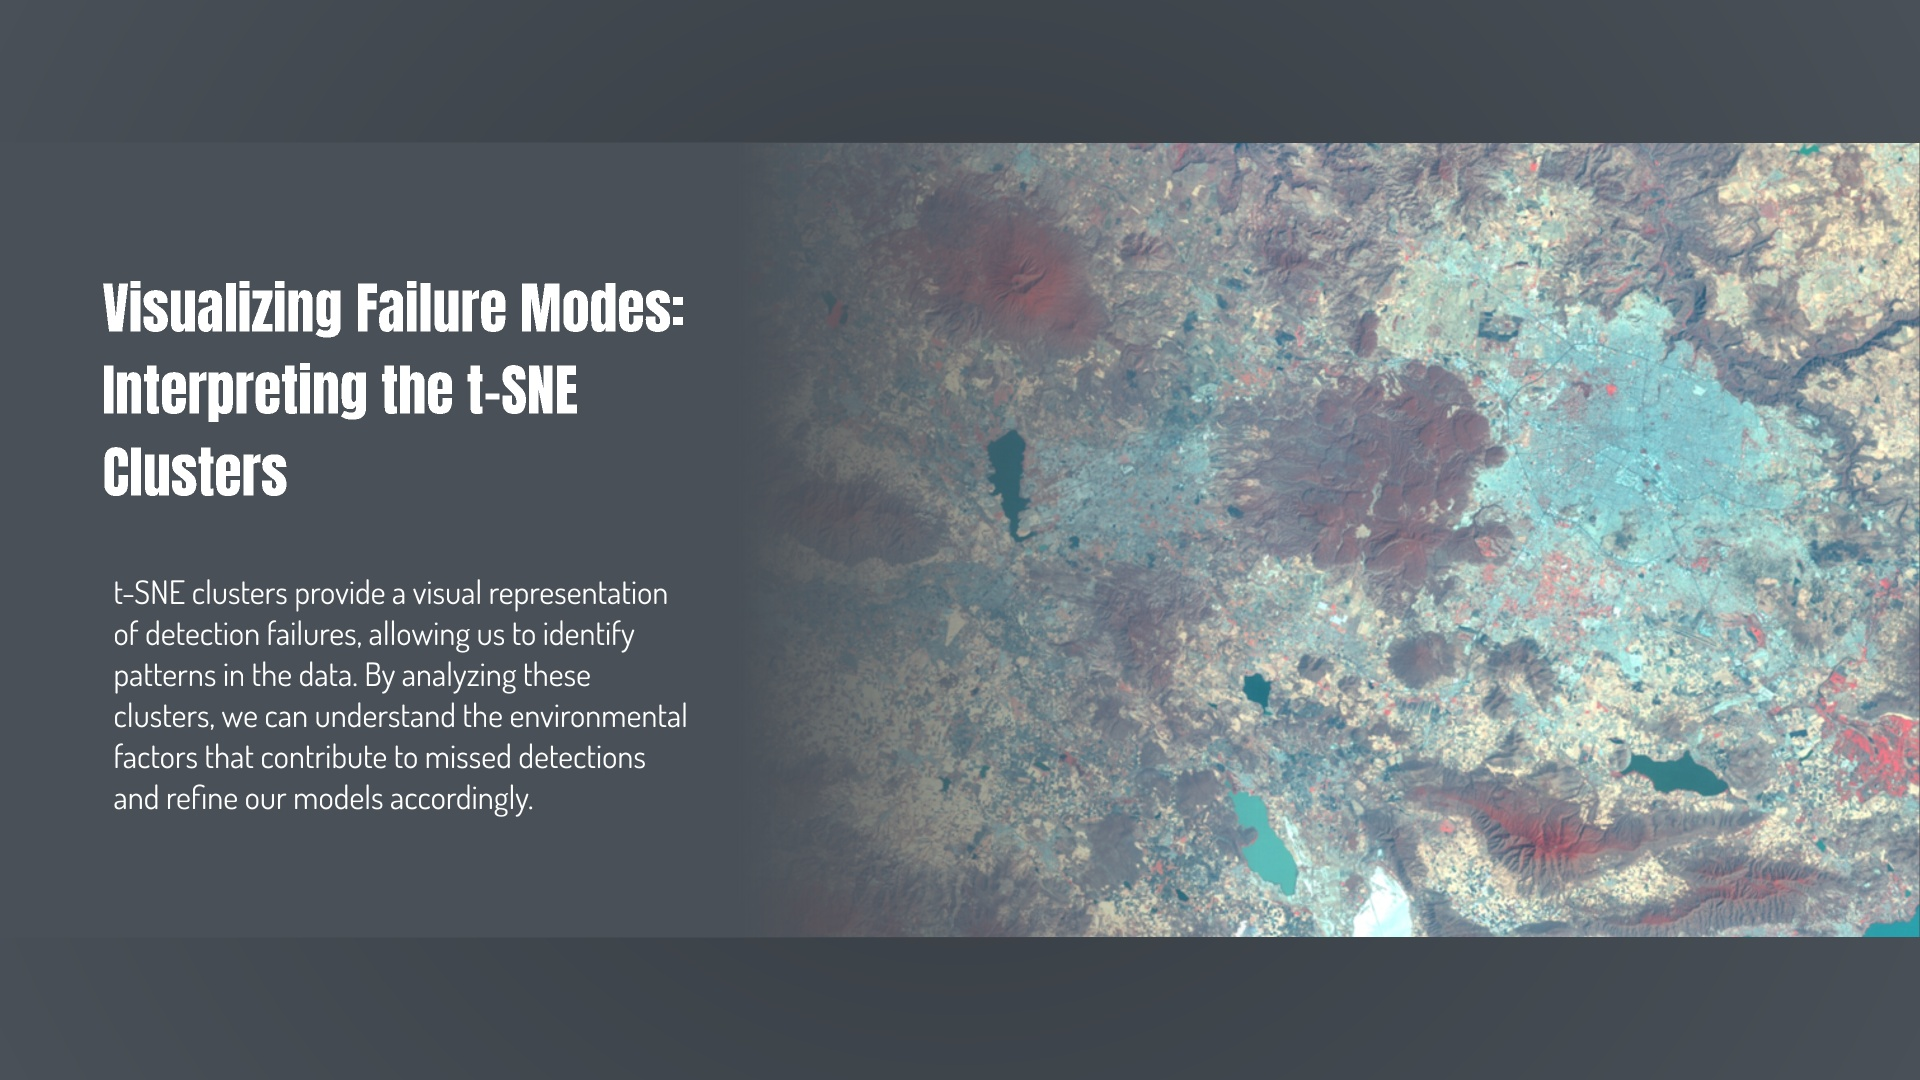 Visualizing Failure Modes:
Interpreting the t-SNE
Clusters
t-SNE clusters provide a visual representation
of detection failures, allowing us to identify
patterns in the data. By analyzing these
clusters, we can understand the environmental
factors that contribute to missed detections
and refine our models accordingly.